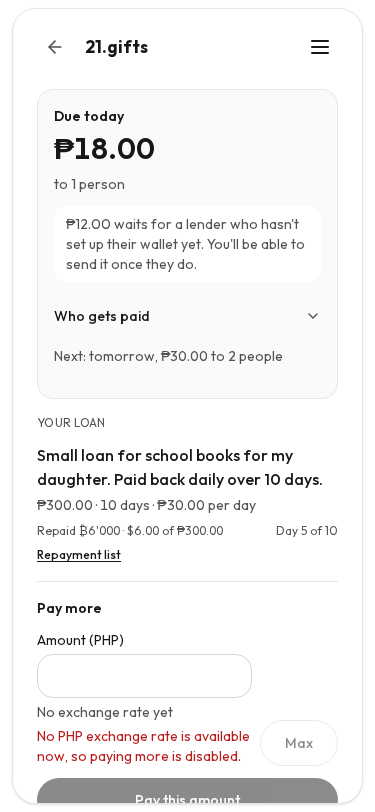 21.gifts
Due today
₱18.00
to 1 person
₱12.00 waits for a lender who hasn't
set up their wallet yet. You'll be able to
send it once they do.
Who gets paid
Next: tomorrow, ₱30.00 to 2 people
YOUR LOAN
Small loan for school books for my
daughter. Paid back daily over 10 days.
₱300.00 · 10 days · ₱30.00 per day
Repaid ₿6'000 · $6.00 of ₱300.00 Day 5 of 10
Repayment list
Pay more
Amount (PHP)
No exchange rate yet
No PHP exchange rate is available
now, so paying more is disabled.
Max
Pay this amount